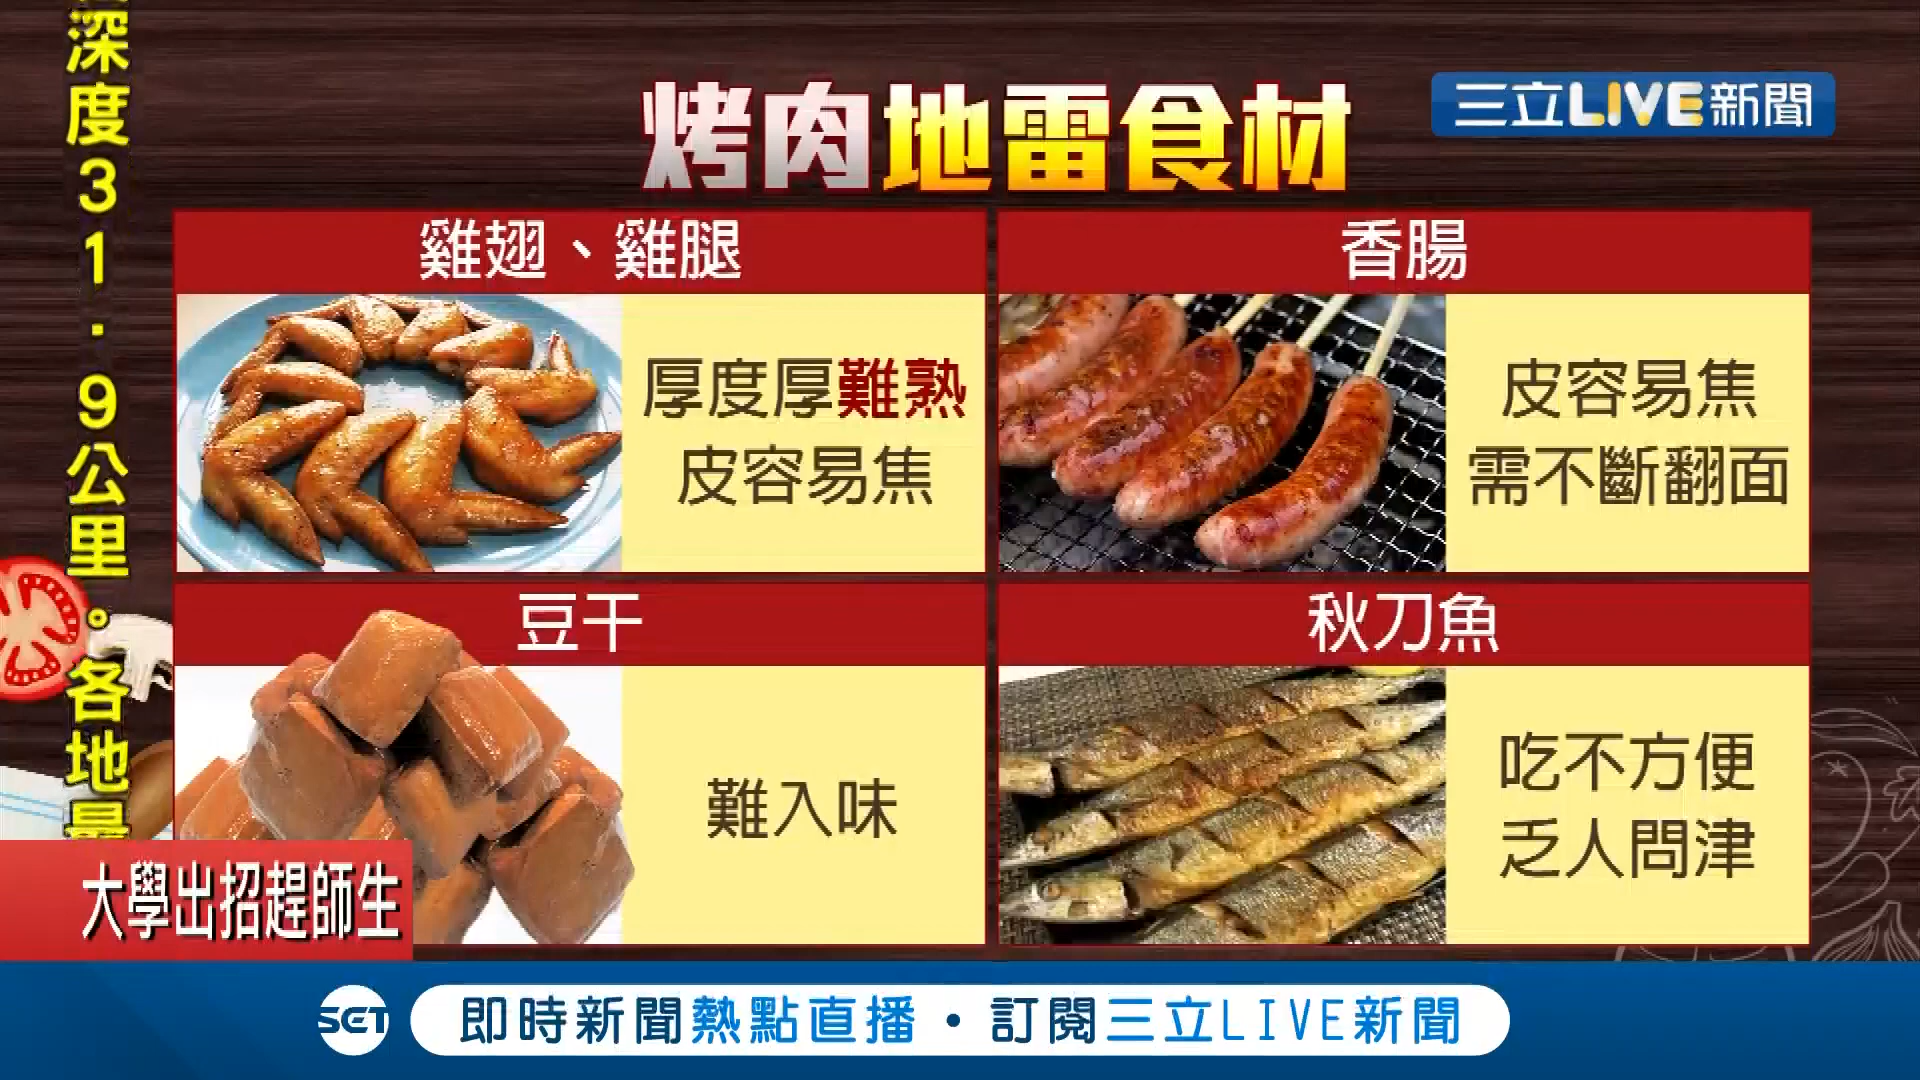 深度31.9公里。各地最
烤肉地雷食材
三立LIVE新聞
雞翅、雞腿
厚度厚難熟
皮容易焦
香腸
皮容易焦
需不斷翻面
豆干
難入味
秋刀魚
吃不方便
乏人問津
大學出招趕師生
SET
即時新聞熱點直播・訂閱三立LIVE新聞